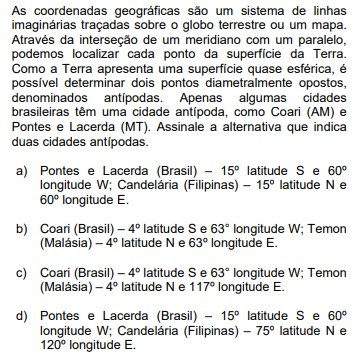 As coordenadas geográficas são um sistema de linhas
imaginárias traçadas sobre o globo terrestre ou um mapa.
Através da interseção de um meridiano com um paralelo,
podemos localizar cada ponto da superfície da Terra.
Como a Terra apresenta uma superfície quase esférica, é
possível determinar dois pontos diametralmente opostos,
denominados antípodas. Apenas algumas cidades
brasileiras têm uma cidade antípoda, como Coari (AM) e
Pontes e Lacerda (MT). Assinale a alternativa que indica
duas cidades antípodas.
a) Pontes e Lacerda (Brasil) – 15º latitude S e 60º
longitude W; Candelária (Filipinas) – 15º latitude N e
60º longitude E.
b) Coari (Brasil) – 4º latitude S e 63° longitude W; Temon
(Malásia) – 4º latitude N e 63º longitude E.
c) Coari (Brasil) – 4º latitude S e 63° longitude W; Temon
(Malásia) – 4º latitude N e 117º longitude E.
d) Pontes e Lacerda (Brasil) – 15º latitude S e 60º
longitude W; Candelária (Filipinas) – 75º latitude N e
120º longitude E.